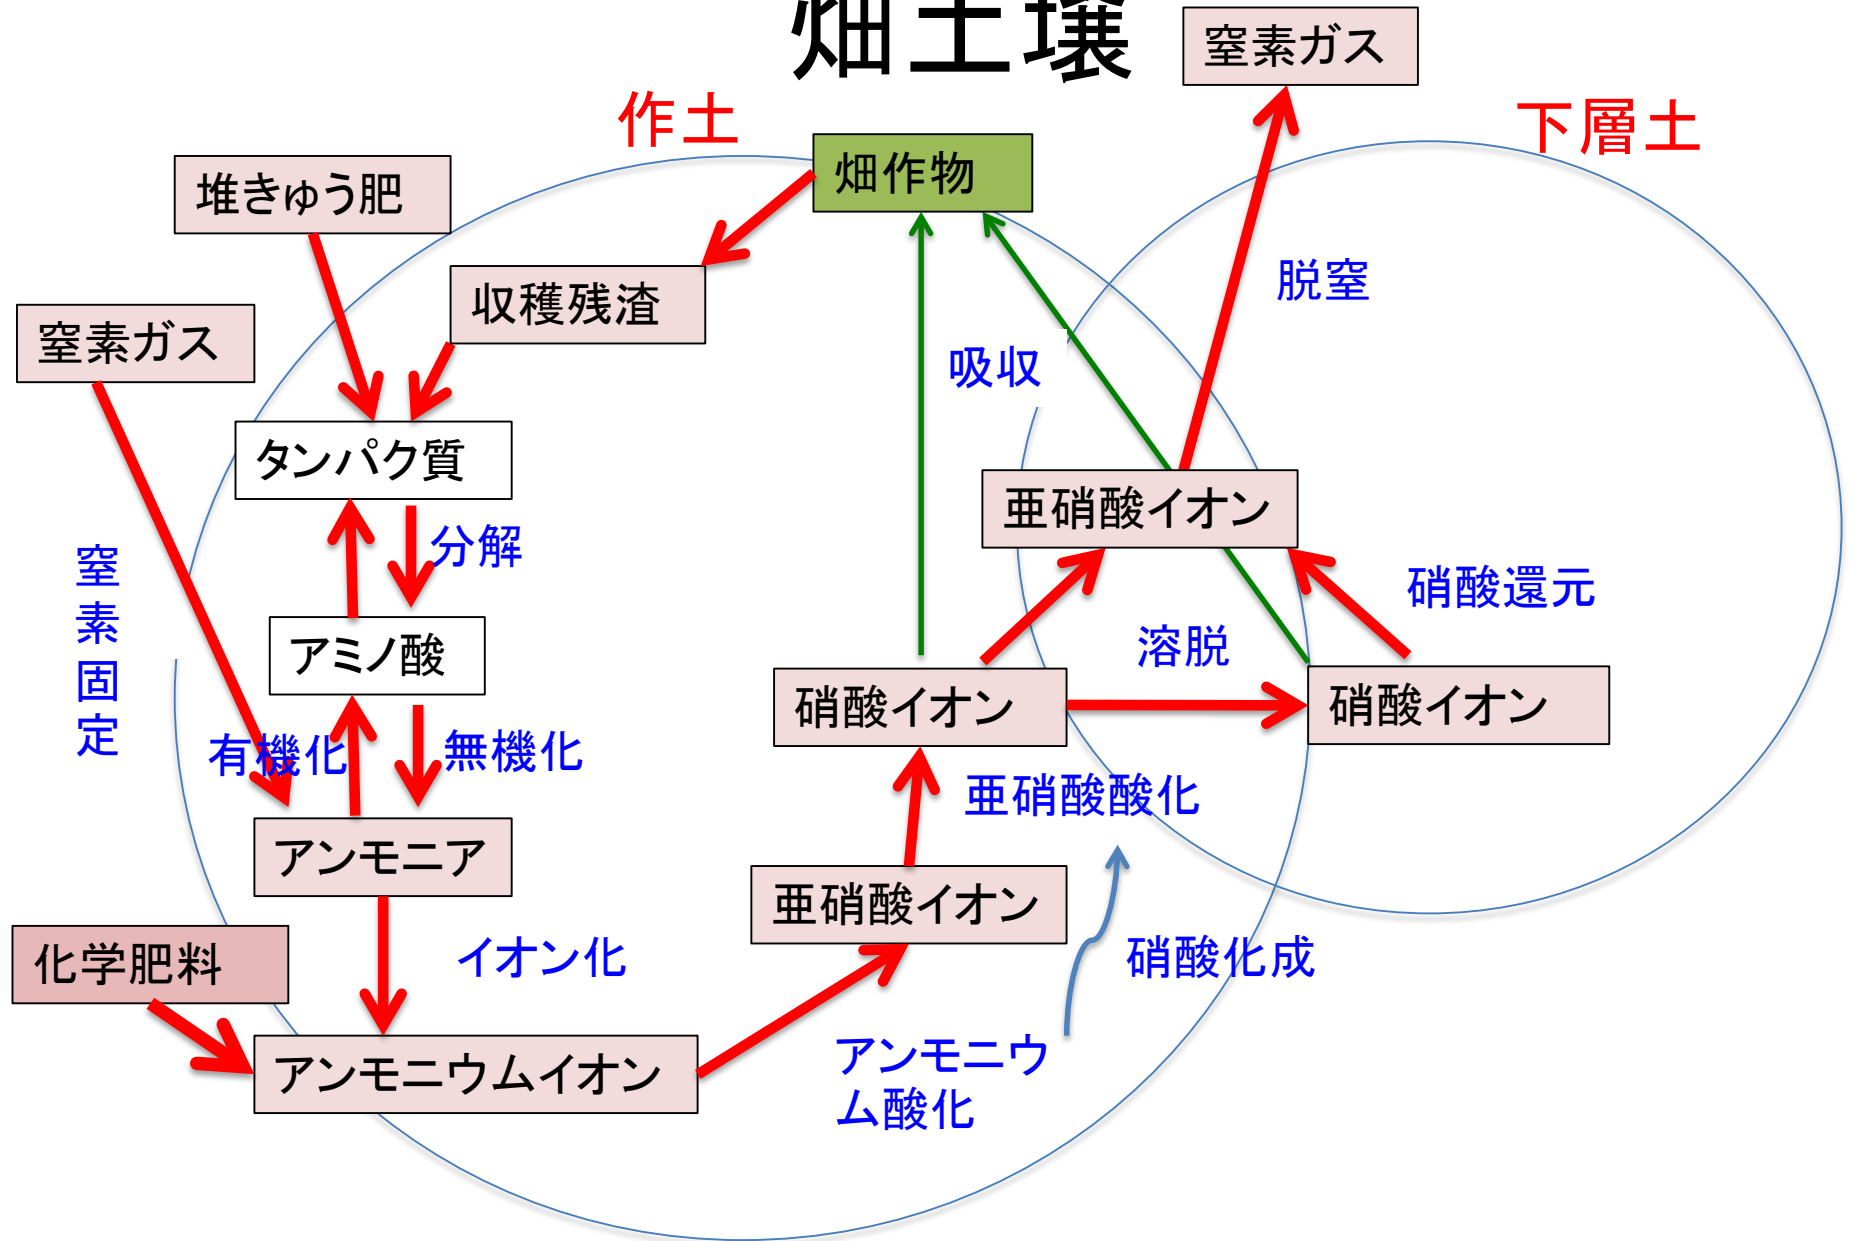 畑土壌
窒素ガス
作土
下層土
畑作物
堆きゅう肥
収穫残渣
脱窒
窒素ガス
吸収
タンパク質
亜硝酸イオン
分解
窒素固定
硝酸還元
アミノ酸
溶脱
硝酸イオン
硝酸イオン
有機化
無機化
亜硝酸酸化
アンモニア
亜硝酸イオン
化学肥料
イオン化
硝酸化成
アンモニウムイオン
アンモニウ
ム酸化